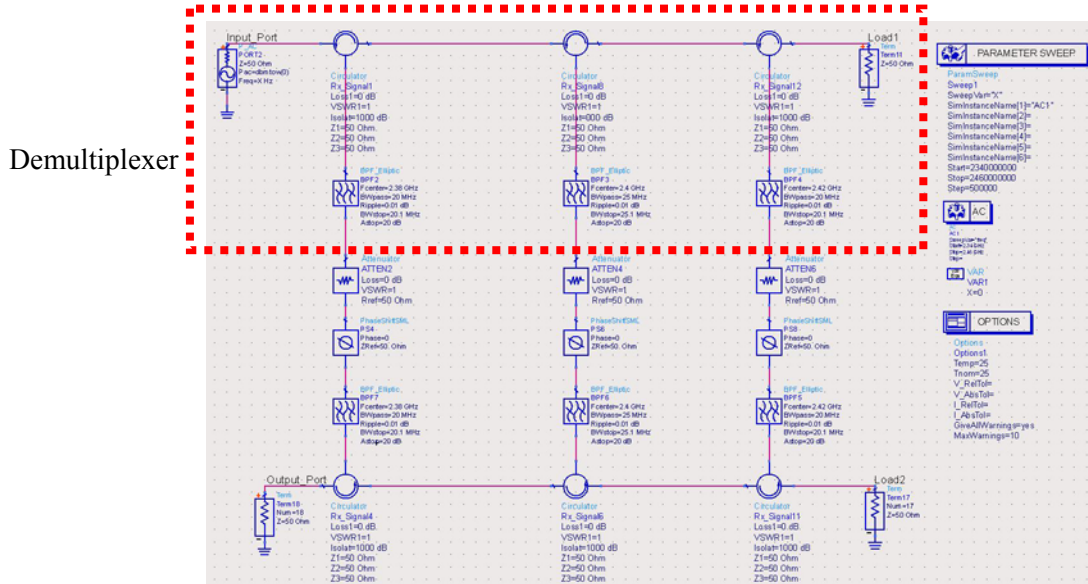 Demultiplexer
Input_Port
PORT2
Z=50 Ohm
Pac=dbmtow(0)
Freq=X Hz
Circulator
Rx_Signal1
Loss1=0 dB
VSWR1=1
Isolat=1000 dB
Z1=50 Ohm
Z2=50 Ohm
Z3=50 Ohm
Circulator
Rx_Signal8
Loss1=0 dB
VSWR1=1
Isolat=000 dB
Z1=50 Ohm
Z2=50 Ohm
Z3=50 Ohm
Circulator
Rx_Signal12
Loss1=0 dB
VSWR1=1
Isolat=1000 dB
Z1=50 Ohm
Z2=50 Ohm
Z3=50 Ohm
Load1
Term
Term11
Z=50 Ohm
BPF_Elliptic
BPF2
Fcenter=2.38 GHz
BWpass=20 MHz
Ripple=0.01 dB
BWstop=20.1 MHz
Astop=20 dB
BPF_Elliptic
BPF3
Fcenter=2.4 GHz
BWpass=25 MHz
Ripple=0.01 dB
BWstop=25.1 MHz
Astop=20 dB
BPF_Elliptic
BPF4
Fcenter=2.42 GHz
BWpass=20 MHz
Ripple=0.01 dB
BWstop=20.1 MHz
Astop=20 dB
Attenuator
ATTEN2
Loss=0 dB
VSWR=1
Rref=50 Ohm
Attenuator
ATTEN4
Loss=0 dB
VSWR=1
Rref=50 Ohm
Attenuator
ATTEN6
Loss=0 dB
VSWR=1
Rref=50 Ohm
PhaseShiftSML
PS4
Phase=0
ZRef=50. Ohm
PhaseShiftSML
PS6
Phase=0
ZRef=50. Ohm
PhaseShiftSML
PS8
Phase=0
ZRef=50. Ohm
BPF_Elliptic
BPF7
Fcenter=2.38 GHz
BWpass=20 MHz
Ripple=0.01 dB
BWstop=20.1 MHz
Astop=20 dB
BPF_Elliptic
BPF6
Fcenter=2.4 GHz
BWpass=25 MHz
Ripple=0.01 dB
BWstop=25.1 MHz
Astop=20 dB
BPF_Elliptic
BPF5
Fcenter=2.42 GHz
BWpass=20 MHz
Ripple=0.01 dB
BWstop=20.1 MHz
Astop=20 dB
Output_Port
Term
Term18
Num=18
Z=50 Ohm
Circulator
Rx_Signal4
Loss1=0 dB
VSWR1=1
Isolat=1000 dB
Z1=50 Ohm
Z2=50 Ohm
Z3=50 Ohm
Circulator
Rx_Signal6
Loss1=0 dB
VSWR1=1
Isolat=1000 dB
Z1=50 Ohm
Z2=50 Ohm
Z3=50 Ohm
Circulator
Rx_Signal11
Loss1=0 dB
VSWR1=1
Isolat=1000 dB
Z1=50 Ohm
Z2=50 Ohm
Z3=50 Ohm
Load2
Term
Term17
Num=17
Z=50 Ohm
PARAMETER SWEEP
ParamSweep
Sweep1
SweepVar="X"
SimInstanceName[1]="AC1"
SimInstanceName[2]=
SimInstanceName[3]=
SimInstanceName[4]=
SimInstanceName[5]=
SimInstanceName[6]=
Start=2340000000
Stop=2460000000
Step=500000
AC
AC1
VAR
VAR1
X=0
OPTIONS
Options
Options1
Temp=25
Tnom=25
V_RelTol=
V_AbsTol=
I_RelTol=
I_AbsTol=
GiveAllWarnings=yes
MaxWarnings=10